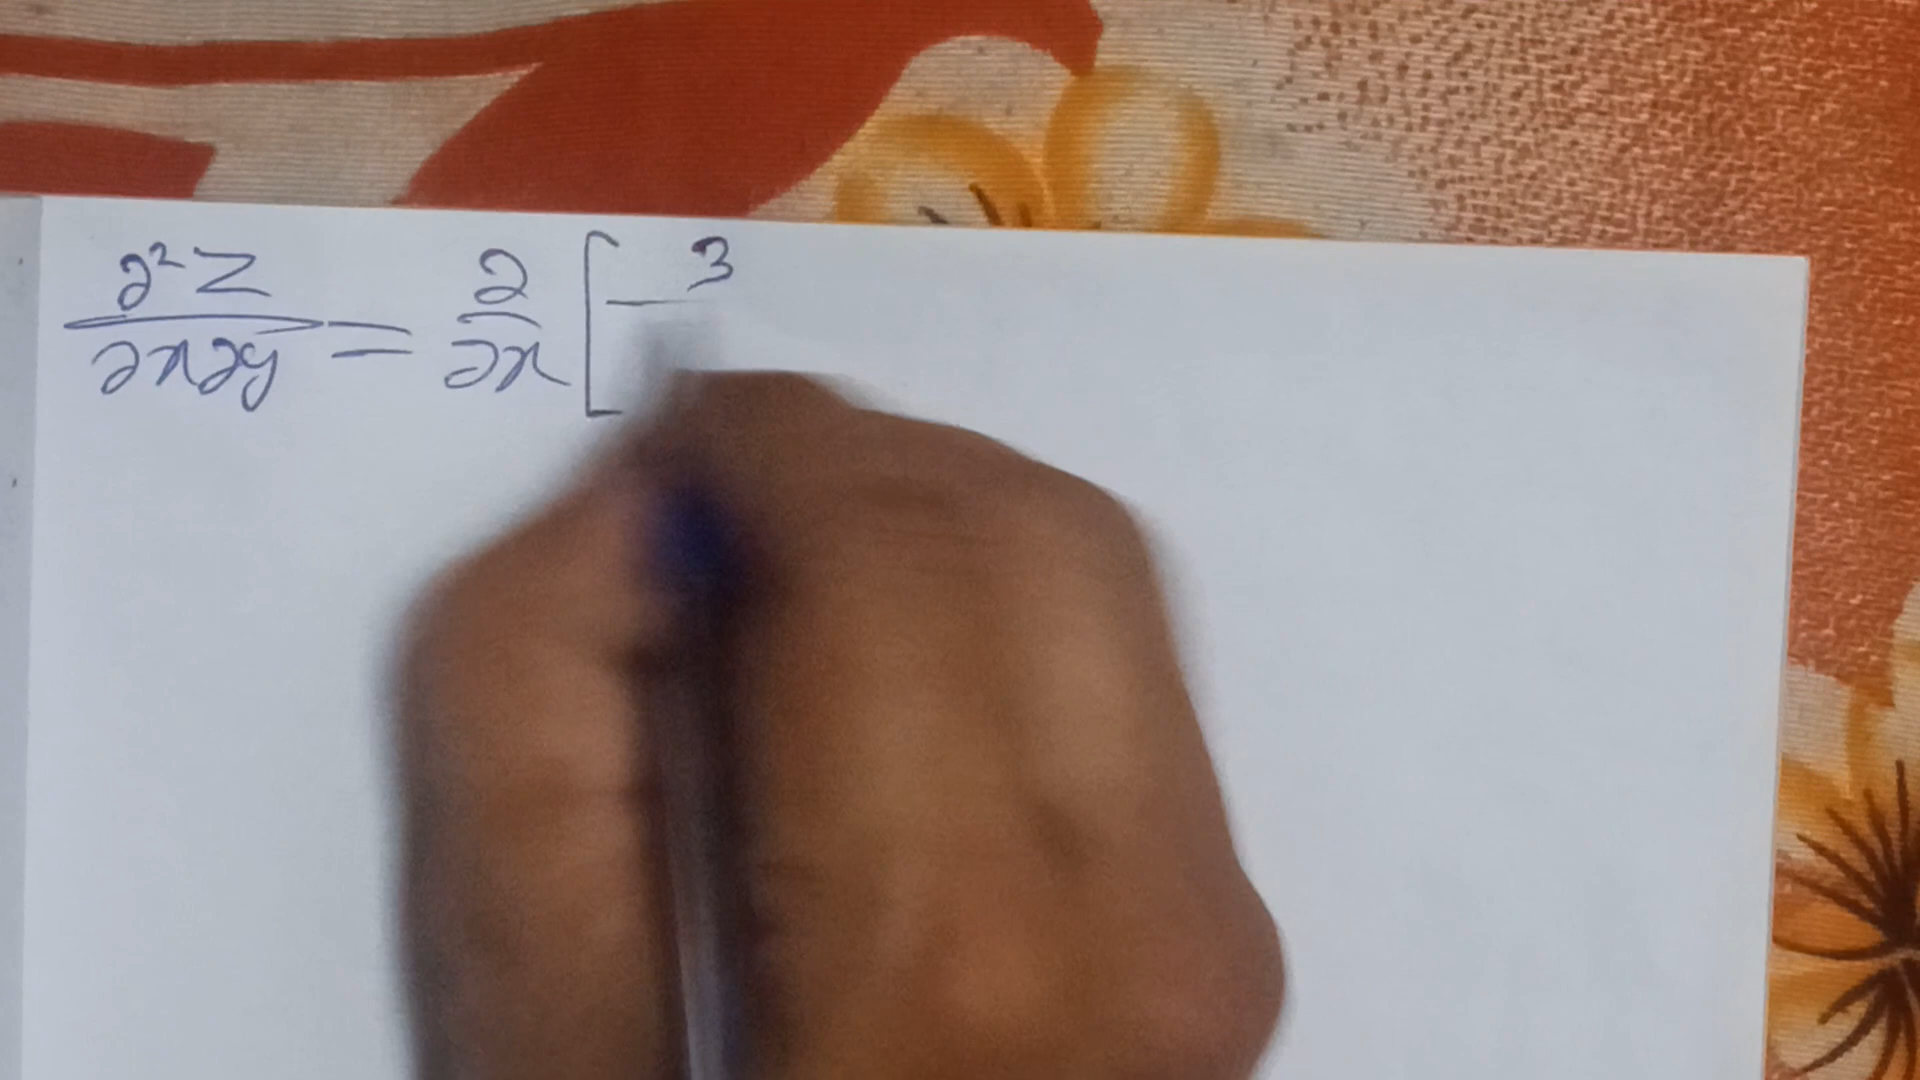 ∂²Z/∂x∂y = ∂/∂x [3/